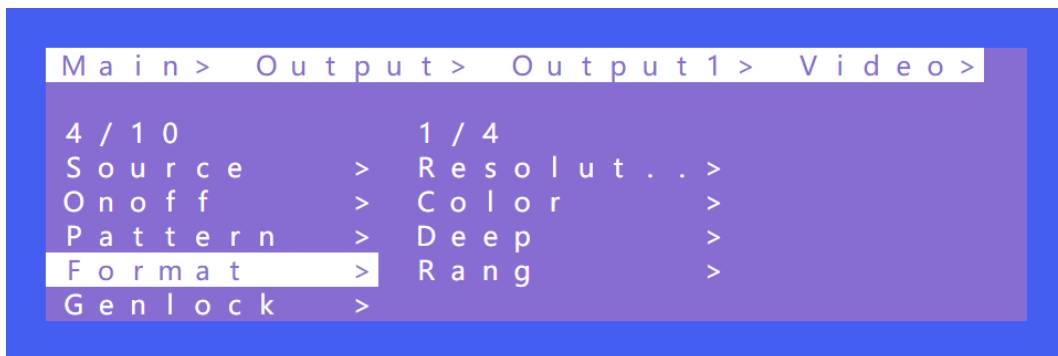 Main> Output> Output1> Video>
4/10 1/4
Source > Resolut..>
Onoff > Color >
Pattern > Deep >
Format > Rang >
Genlock >